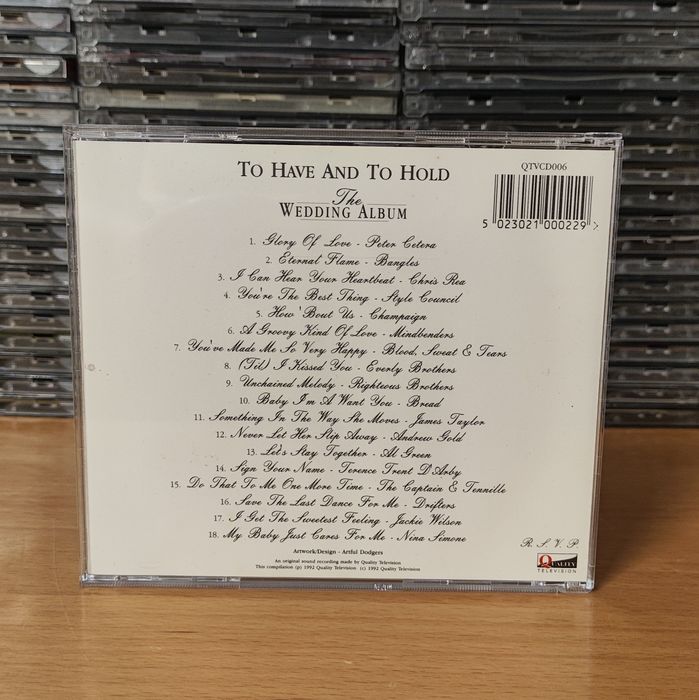 TO HAVE AND TO HOLD
QTVCD006
The
WEDDING ALBUM
5 023021 000229 >
1. Glory Of Love - Peter Cetera
2. Eternal Flame - Bangles
3. I Can Hear Your Heartbeat - Chris Rea
4. You're The Best Thing - Style Council
5. How 'Bout Us - Champaign
6. A Groovy Kind Of Love - Mindbenders
7. You've Made Me So Very Happy - Blood, Sweat & Tears
8. (Til) I Kissed You - Everly Brothers
9. Unchained Melody - Righteous Brothers
10. Baby I'm A Want You - Bread
11. Something In The Way She Moves - James Taylor
12. Never Let Her Slip Away - Andrew Gold
13. Let's Stay Together - Al Green
14. Sign Your Name - Terence Trent D'Arby
15. Do That To Me One More Time - The Captain & Tennille
16. Save The Last Dance For Me - Drifters
17. I Get The Sweetest Feeling - Jackie Wilson
18. My Baby Just Cares For Me - Nina Simone
R.S.V.P.
Artwork/Design - Artful Dodgers
An original sound recording made by Quality Television
This compilation (p) 1992 Quality Television (c) 1992 Quality Television
QUALITY
TELEVISION